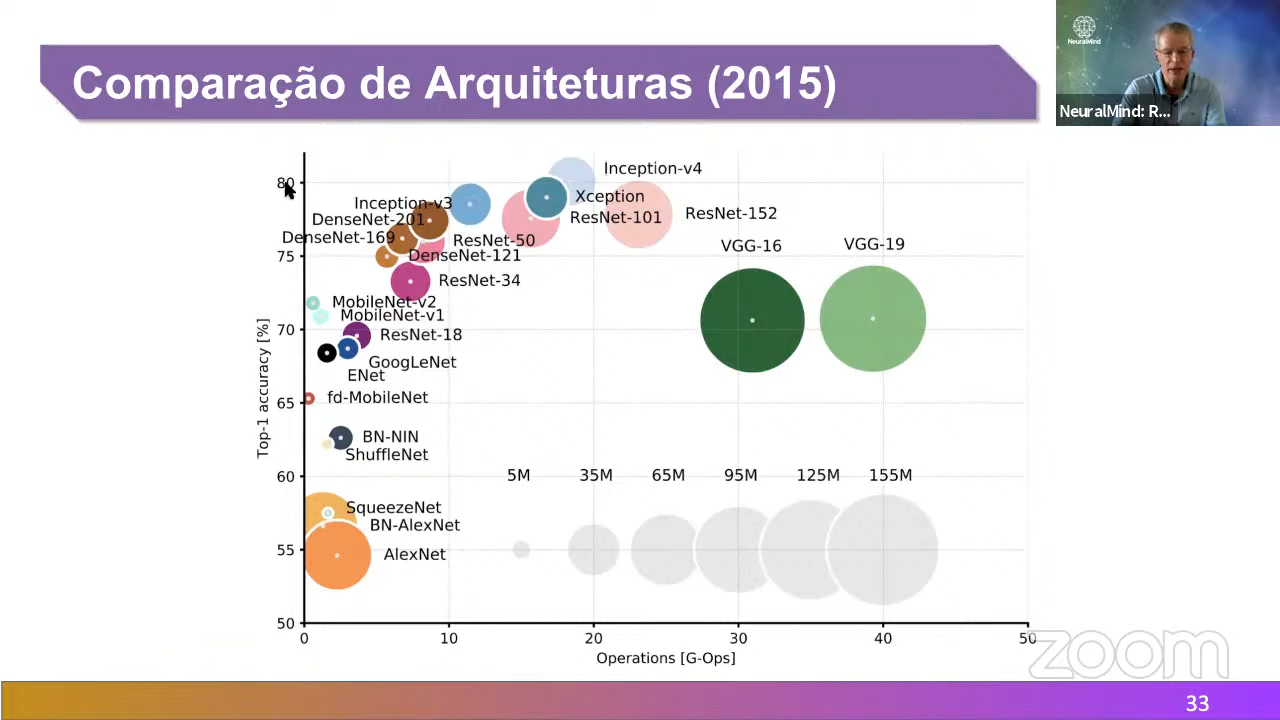 Comparação de Arquiteturas (2015)
NeuralMind
NeuralMind: R...
80
75
70
65
60
55
50
Top-1 accuracy [%]
Inception-v4
Inception-v3
Xception
DenseNet-201
ResNet-101
ResNet-152
DenseNet-169
ResNet-50
VGG-16
VGG-19
DenseNet-121
ResNet-34
MobileNet-v2
MobileNet-v1
ResNet-18
GoogLeNet
ENet
fd-MobileNet
BN-NIN
ShuffleNet
5M 35M 65M 95M 125M 155M
SqueezeNet
BN-AlexNet
AlexNet
0 10 20 30 40 50
Operations [G-Ops]
zoom
33